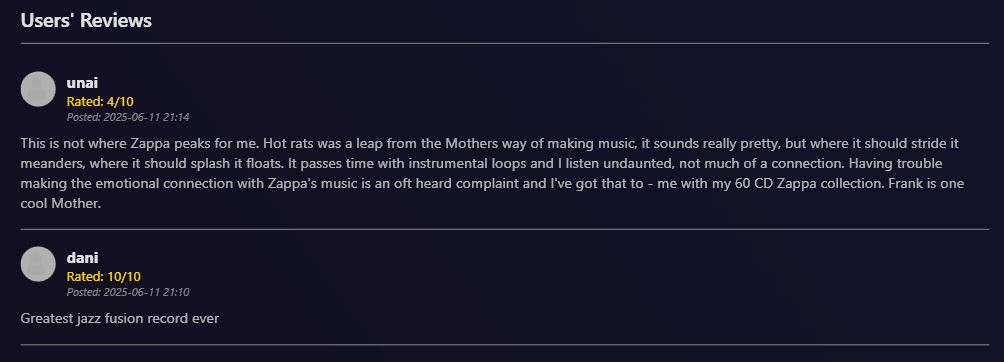 Users' Reviews
unai
Rated: 4/10
Posted: 2025-06-11 21:14
This is not where Zappa peaks for me. Hot rats was a leap from the Mothers way of making music, it sounds really pretty, but where it should stride it
meanders, where it should splash it floats. It passes time with instrumental loops and I listen undaunted, not much of a connection. Having trouble
making the emotional connection with Zappa's music is an oft heard complaint and I've got that to - me with my 60 CD Zappa collection. Frank is one
cool Mother.
dani
Rated: 10/10
Posted: 2025-06-11 21:10
Greatest jazz fusion record ever